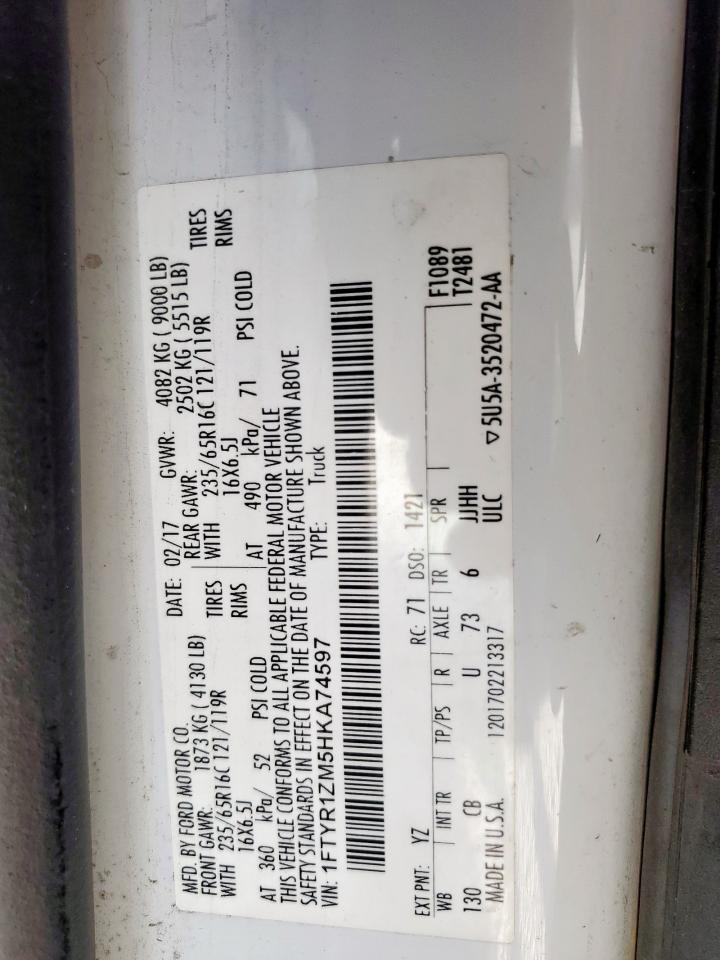 MFD. BY FORD MOTOR CO.
DATE: 02/17 GVWR: 4082 KG ( 9000 LB)
FRONT GAWR: 1873 KG ( 4130 LB) REAR GAWR: 2502 KG ( 5515 LB)
WITH 235/65R16C 121/119R TIRES WITH 235/65R16C 121/119R TIRES
16X6.5J RIMS 16X6.5J RIMS
AT 360 kPa/ 52 PSI COLD AT 490 kPa/ 71 PSI COLD
THIS VEHICLE CONFORMS TO ALL APPLICABLE FEDERAL MOTOR VEHICLE
SAFETY STANDARDS IN EFFECT ON THE DATE OF MANUFACTURE SHOWN ABOVE.
VIN: 1FTYR1ZM5HKA74597 TYPE: Truck
EXT PNT: YZ RC: 71 DSO: 1421
WB INT TR TP/PS R AXLE TR SPR F1089
130 CB U 73 6 JJHH T2481
MADE IN U.S.A. 1201702213317 ULC ▽5U5A-3520472-AA